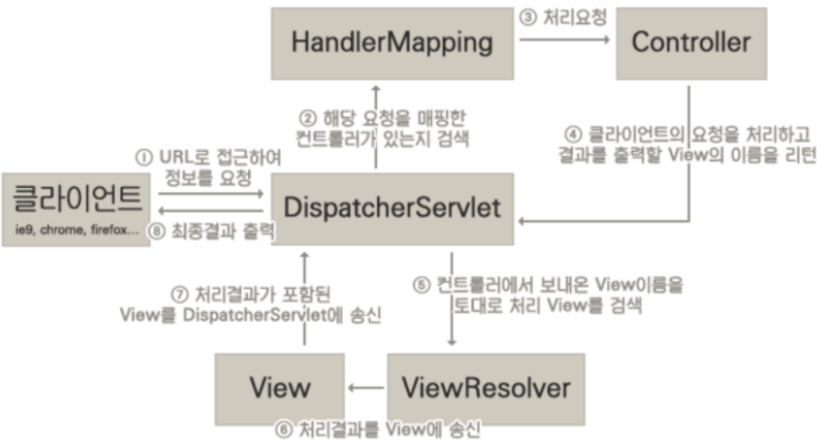 ③ 처리요청
HandlerMapping
Controller
② 해당 요청을 매핑한
컨트롤러가 있는지 검색
④ 클라이언트의 요청을 처리하고
결과를 출력할 View의 이름을 리턴
① URL로 접근하여
정보를 요청
클라이언트
ie9, chrome, firefox...
DispatcherServlet
⑧ 최종결과 출력
⑦ 처리결과가 포함된
View를 DispatcherServlet에 송신
⑤ 컨트롤러에서 보내온 View이름을
토대로 처리 View를 검색
View
ViewResolver
⑥ 처리결과를 View에 송신